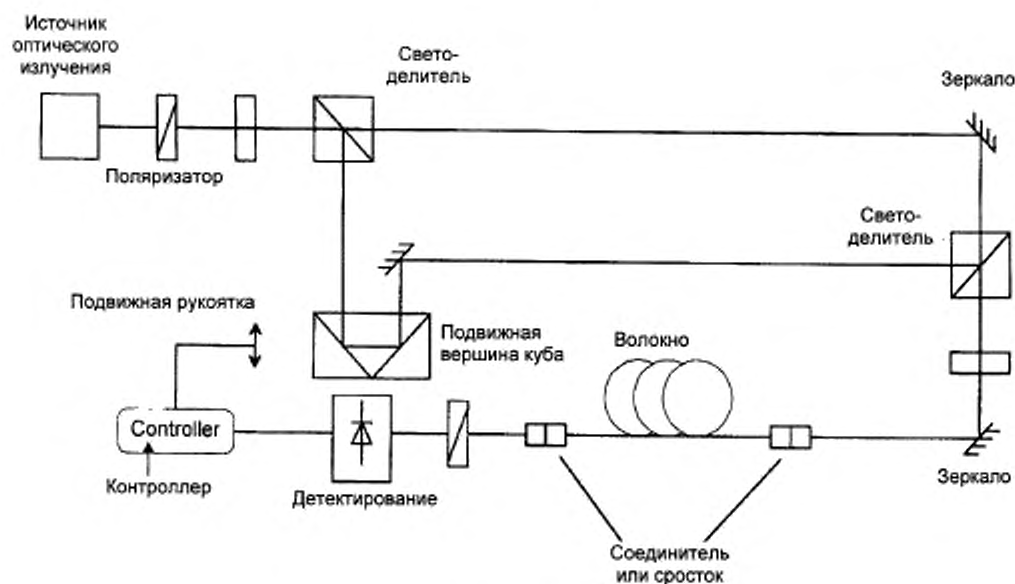 Источник
оптического
излучения
Свето-
делитель
Зеркало
Поляризатор
Свето-
делитель
Подвижная рукоятка
Подвижная
вершина куба
Волокно
Controller
Контроллер
Детектирование
Зеркало
Соединитель
или сросток